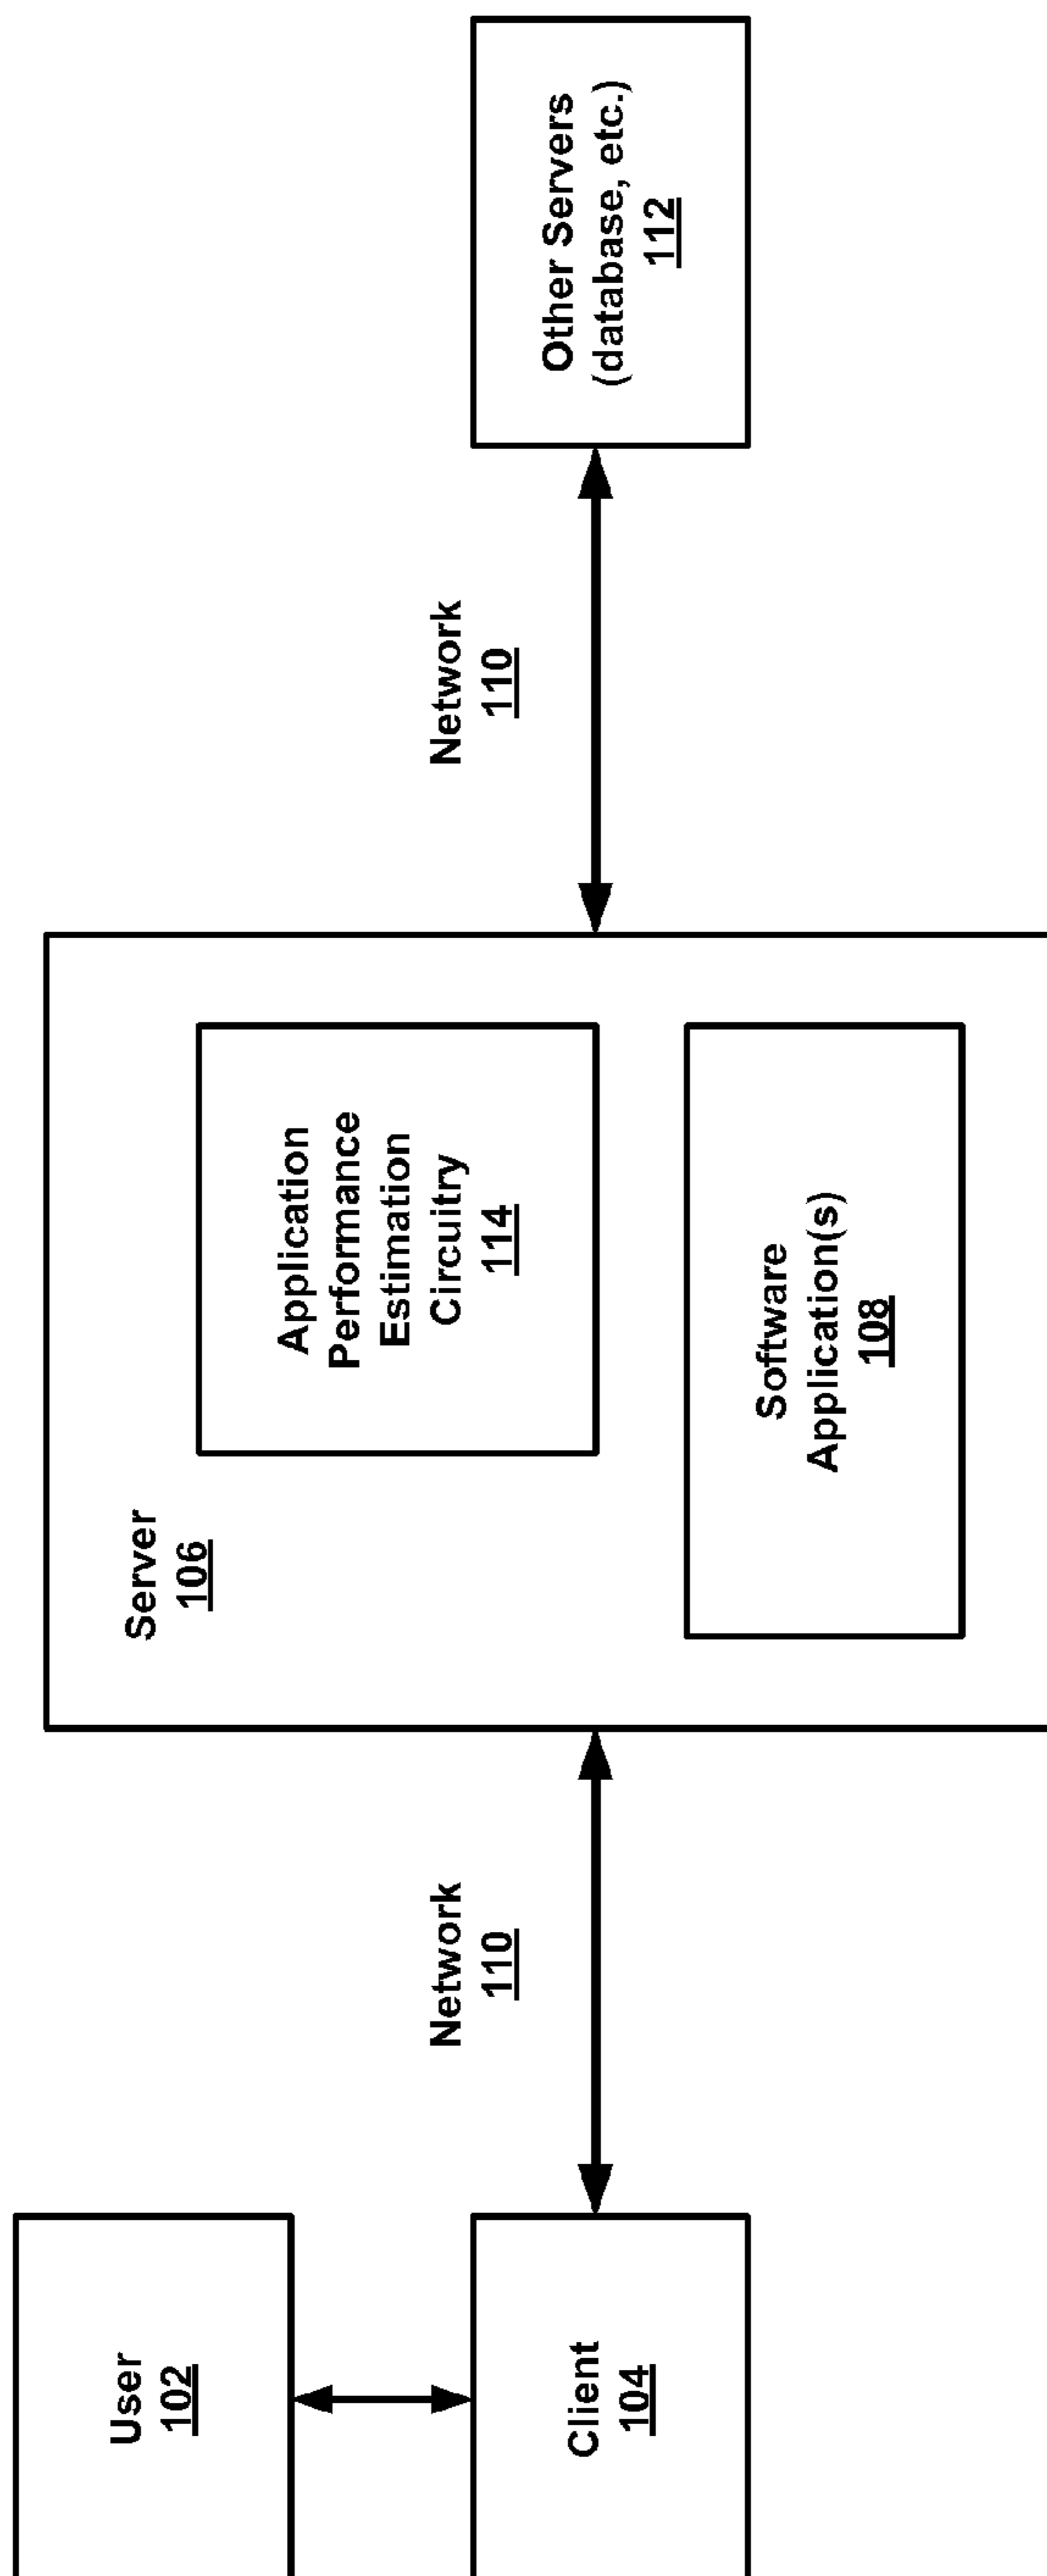 User
102
Client
104
Network
110
Server
106
Application
Performance
Estimation
Circuitry
114
Software
Application(s)
108
Network
110
Other Servers
(database, etc.)
112